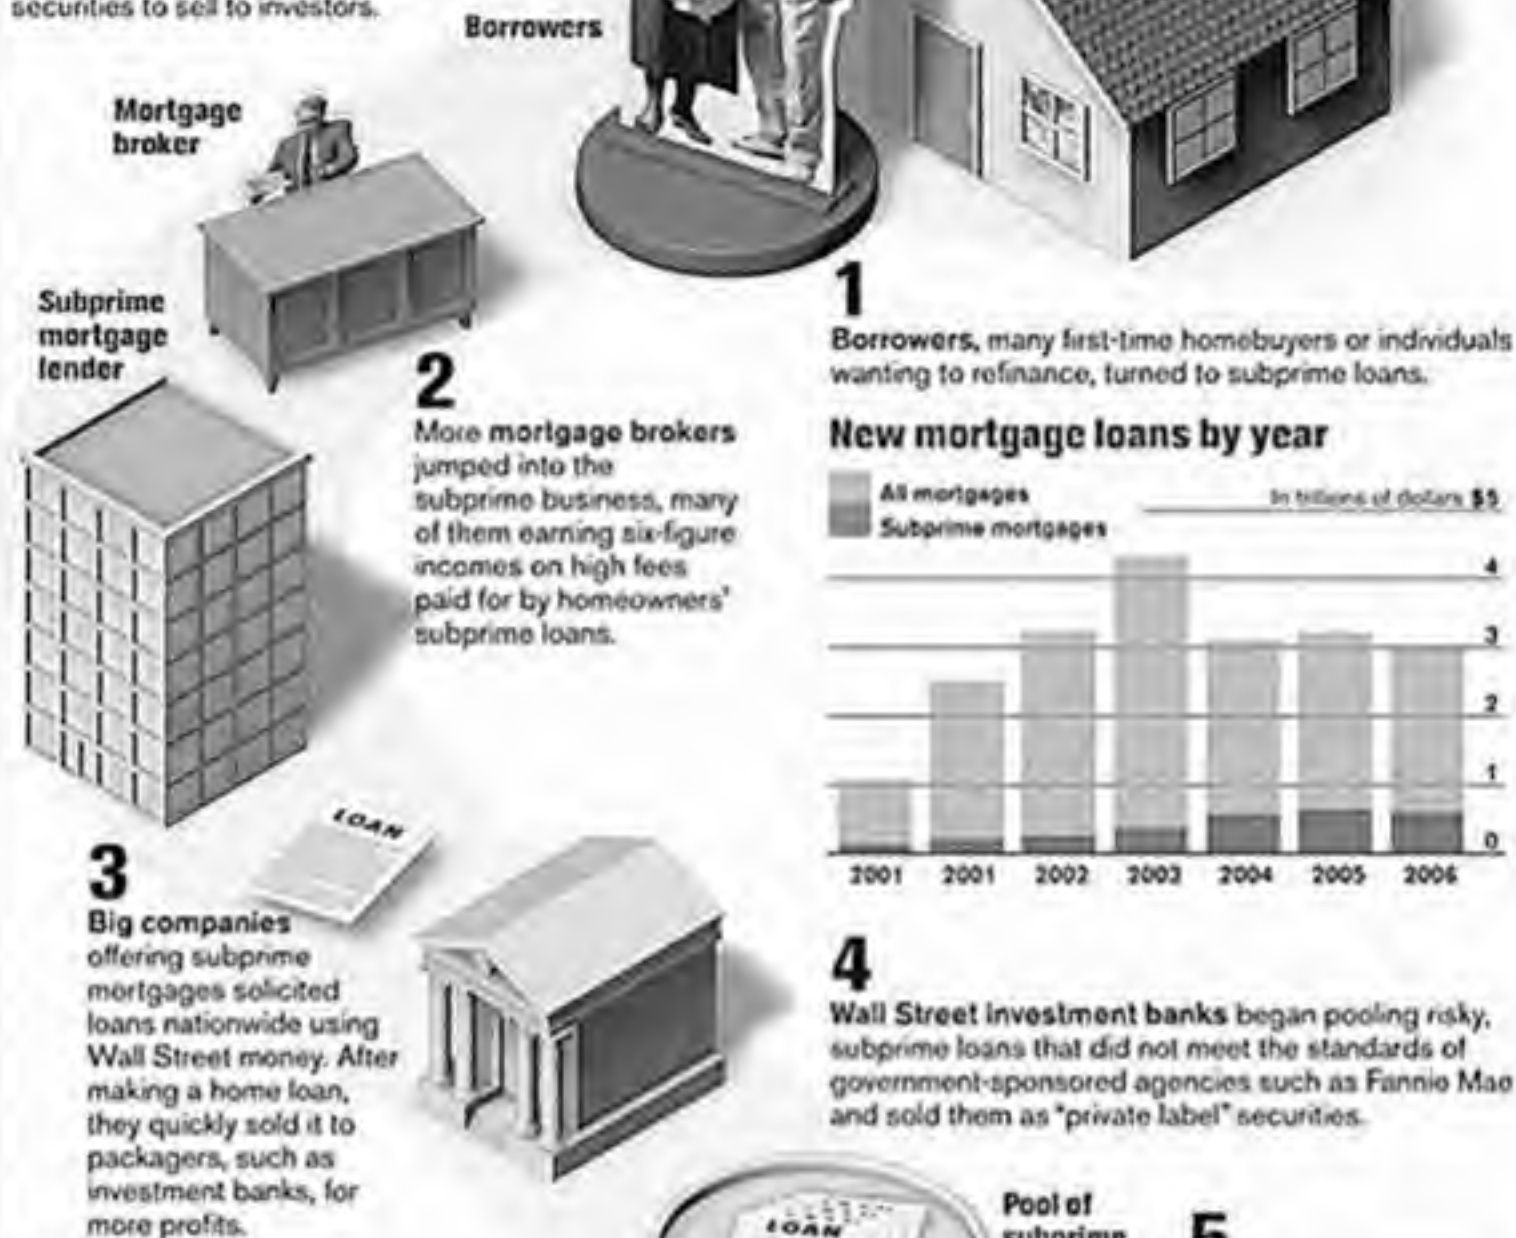 securities to sell to investors.
Borrowers
Mortgage
broker
Subprime
mortgage
lender
1
Borrowers, many first-time homebuyers or individuals
wanting to refinance, turned to subprime loans.
2
More mortgage brokers
jumped into the
subprime business, many
of them earning six-figure
incomes on high fees
paid for by homeowners'
subprime loans.
New mortgage loans by year
All mortgages
Subprime mortgages
In trillions of dollars $5
4
3
2
1
0
2001 2001 2002 2003 2004 2005 2006
LOAN
3
Big companies
offering subprime
mortgages solicited
loans nationwide using
Wall Street money. After
making a home loan,
they quickly sold it to
packagers, such as
investment banks, for
more profits.
4
Wall Street investment banks began pooling risky,
subprime loans that did not meet the standards of
government-sponsored agencies such as Fannie Mae
and sold them as "private label" securities.
LOAN
Pool of
subprime
5